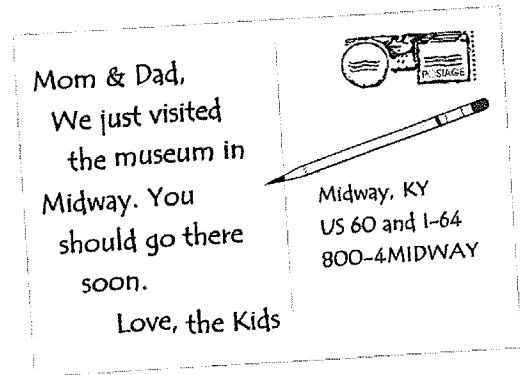 Mom & Dad,
We just visited
the museum in
Midway. You
should go there
soon.
Love, the Kids
POSTAGE
Midway, KY
US 60 and I-64
800-4MIDWAY